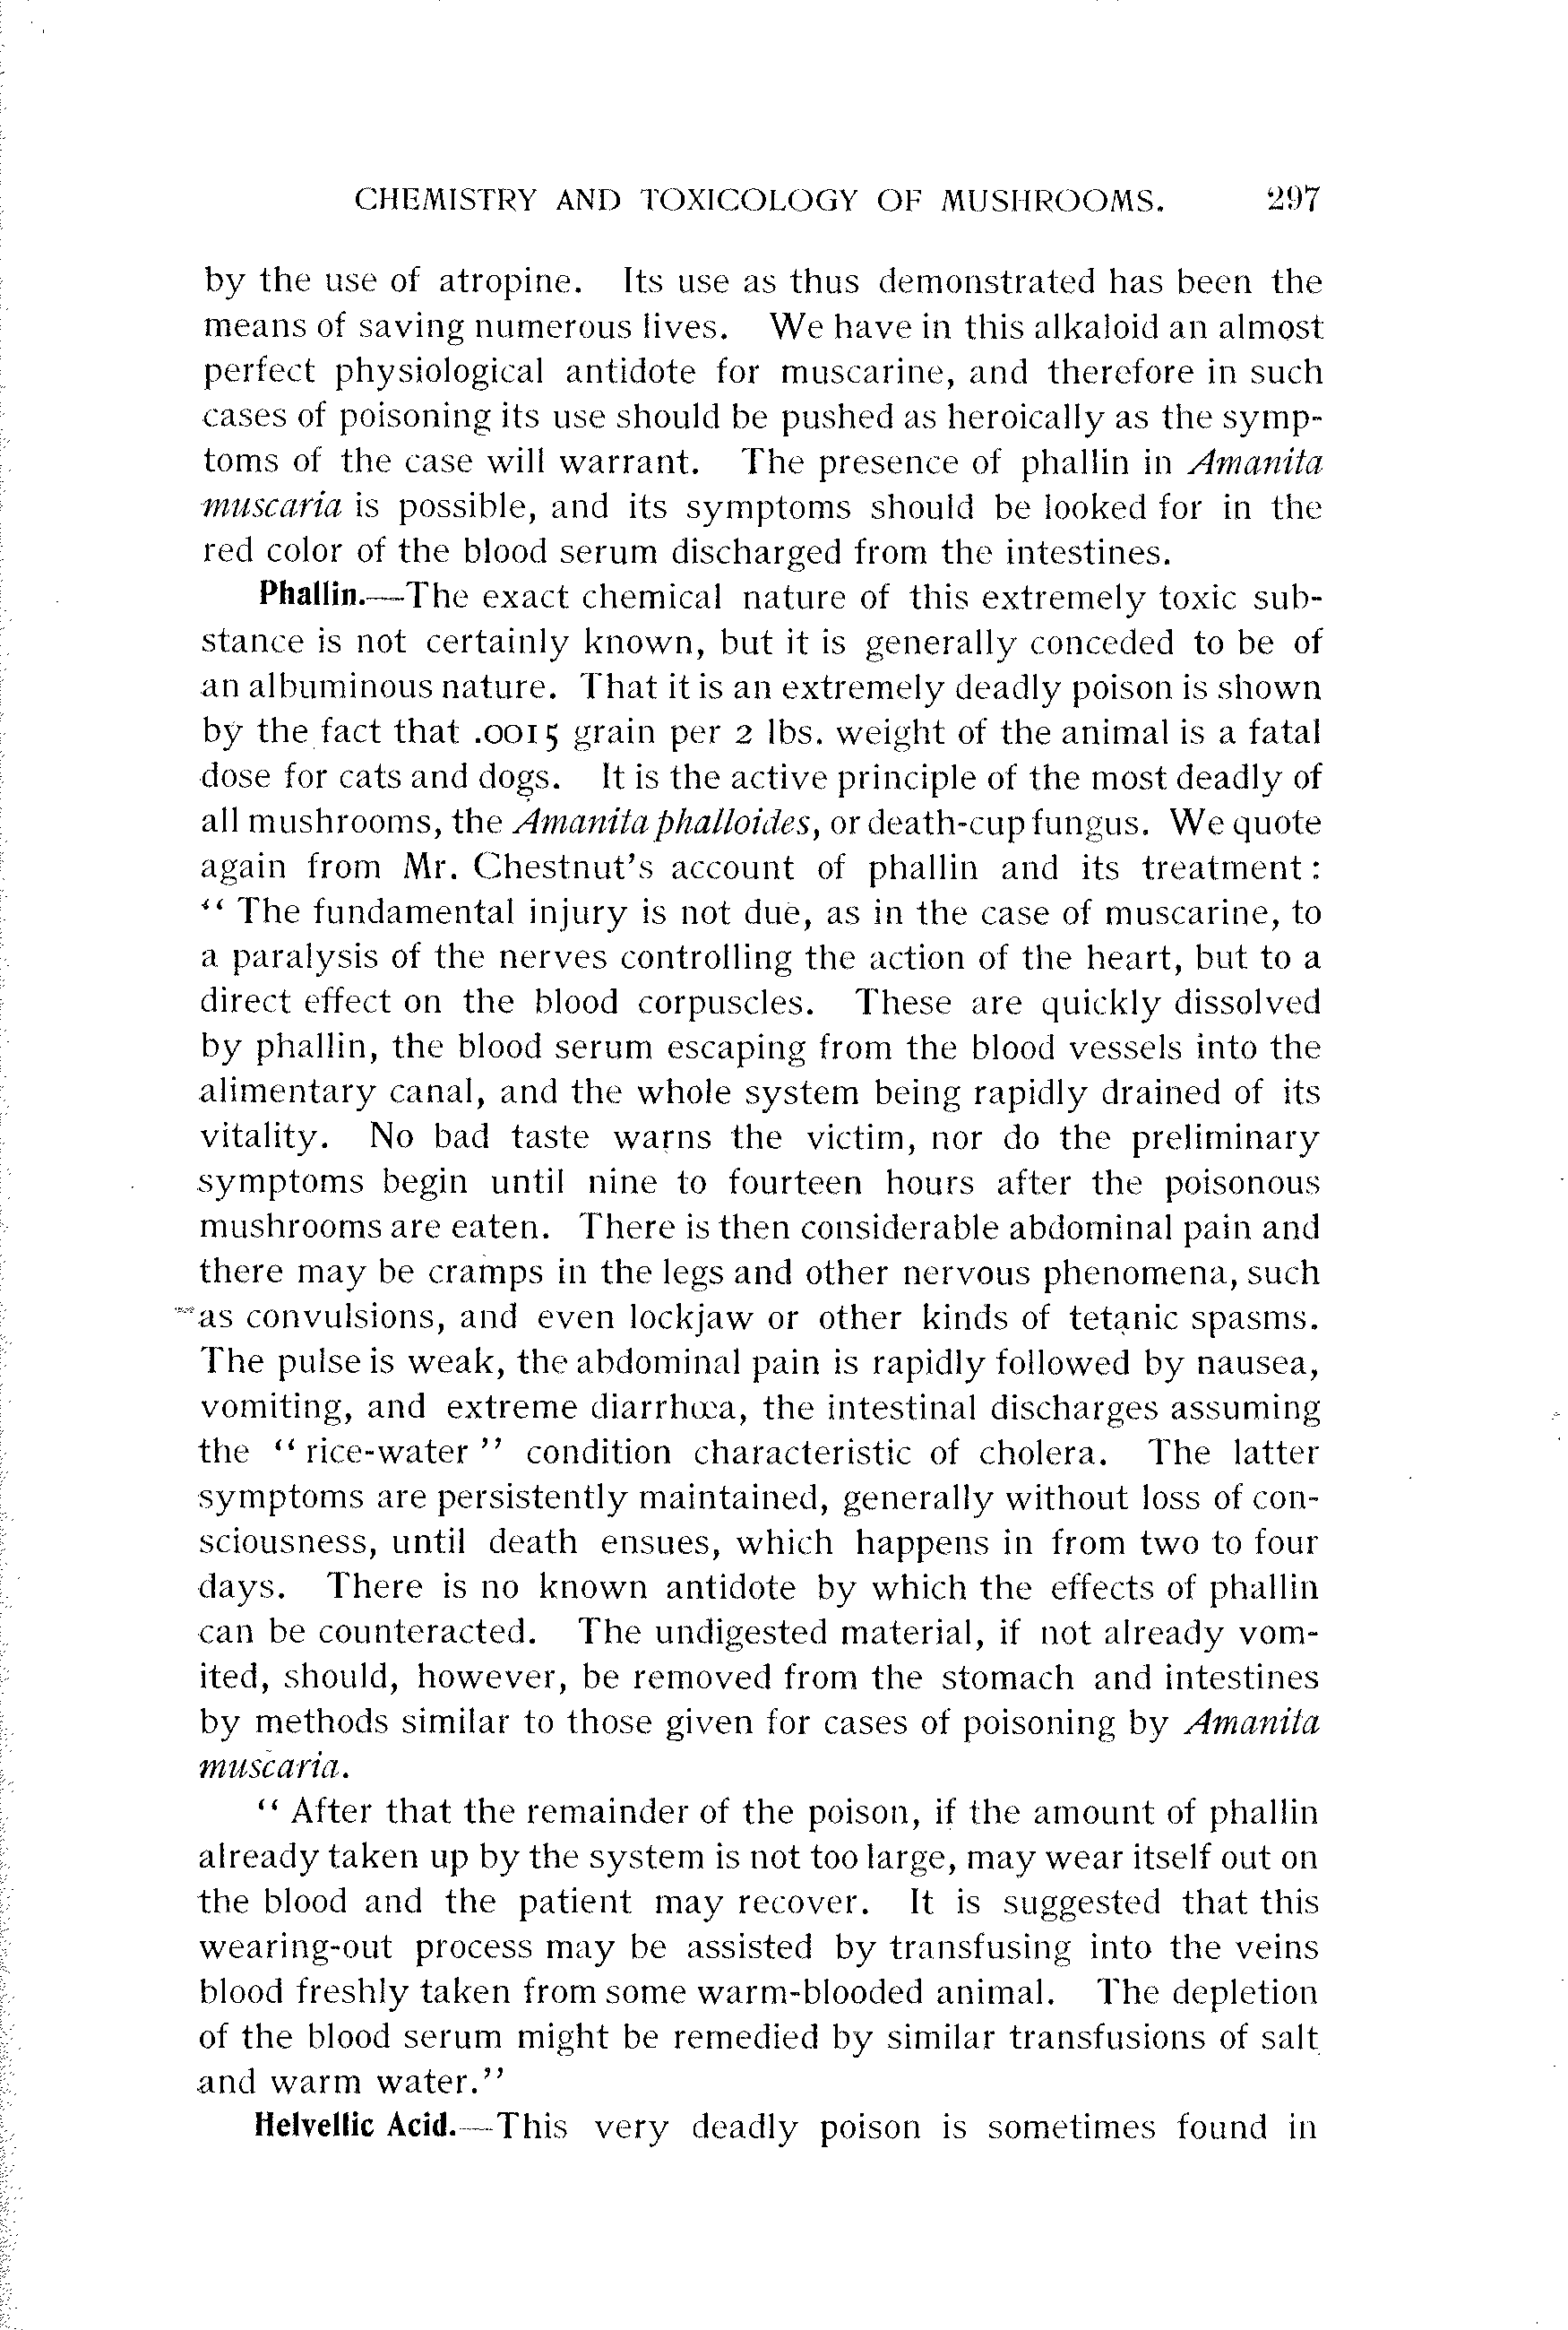 CHEMISTRY AND TOXICOLOGY OF MUSHROOMS. 297
by the use of atropine. Its use as thus demonstrated has been the
means of saving numerous lives. We have in this alkaloid an almost
perfect physiological antidote for muscarine, and therefore in such
cases of poisoning its use should be pushed as heroically as the symp-
toms of the case will warrant. The presence of phallin in Amanita
muscaria is possible, and its symptoms should be looked for in the
red color of the blood serum discharged from the intestines.
Phallin.—The exact chemical nature of this extremely toxic sub-
stance is not certainly known, but it is generally conceded to be of
an albuminous nature. That it is an extremely deadly poison is shown
by the fact that .0015 grain per 2 lbs. weight of the animal is a fatal
dose for cats and dogs. It is the active principle of the most deadly of
all mushrooms, the Amanita phalloides, or death-cup fungus. We quote
again from Mr. Chestnut's account of phallin and its treatment:
"The fundamental injury is not due, as in the case of muscarine, to
a paralysis of the nerves controlling the action of the heart, but to a
direct effect on the blood corpuscles. These are quickly dissolved
by phallin, the blood serum escaping from the blood vessels into the
alimentary canal, and the whole system being rapidly drained of its
vitality. No bad taste warns the victim, nor do the preliminary
symptoms begin until nine to fourteen hours after the poisonous
mushrooms are eaten. There is then considerable abdominal pain and
there may be cramps in the legs and other nervous phenomena, such
as convulsions, and even lockjaw or other kinds of tetanic spasms.
The pulse is weak, the abdominal pain is rapidly followed by nausea,
vomiting, and extreme diarrhœa, the intestinal discharges assuming
the "rice-water" condition characteristic of cholera. The latter
symptoms are persistently maintained, generally without loss of con-
sciousness, until death ensues, which happens in from two to four
days. There is no known antidote by which the effects of phallin
can be counteracted. The undigested material, if not already vom-
ited, should, however, be removed from the stomach and intestines
by methods similar to those given for cases of poisoning by Amanita
muscaria.
"After that the remainder of the poison, if the amount of phallin
already taken up by the system is not too large, may wear itself out on
the blood and the patient may recover. It is suggested that this
wearing-out process may be assisted by transfusing into the veins
blood freshly taken from some warm-blooded animal. The depletion
of the blood serum might be remedied by similar transfusions of salt
and warm water."
Helvellic Acid.—This very deadly poison is sometimes found in